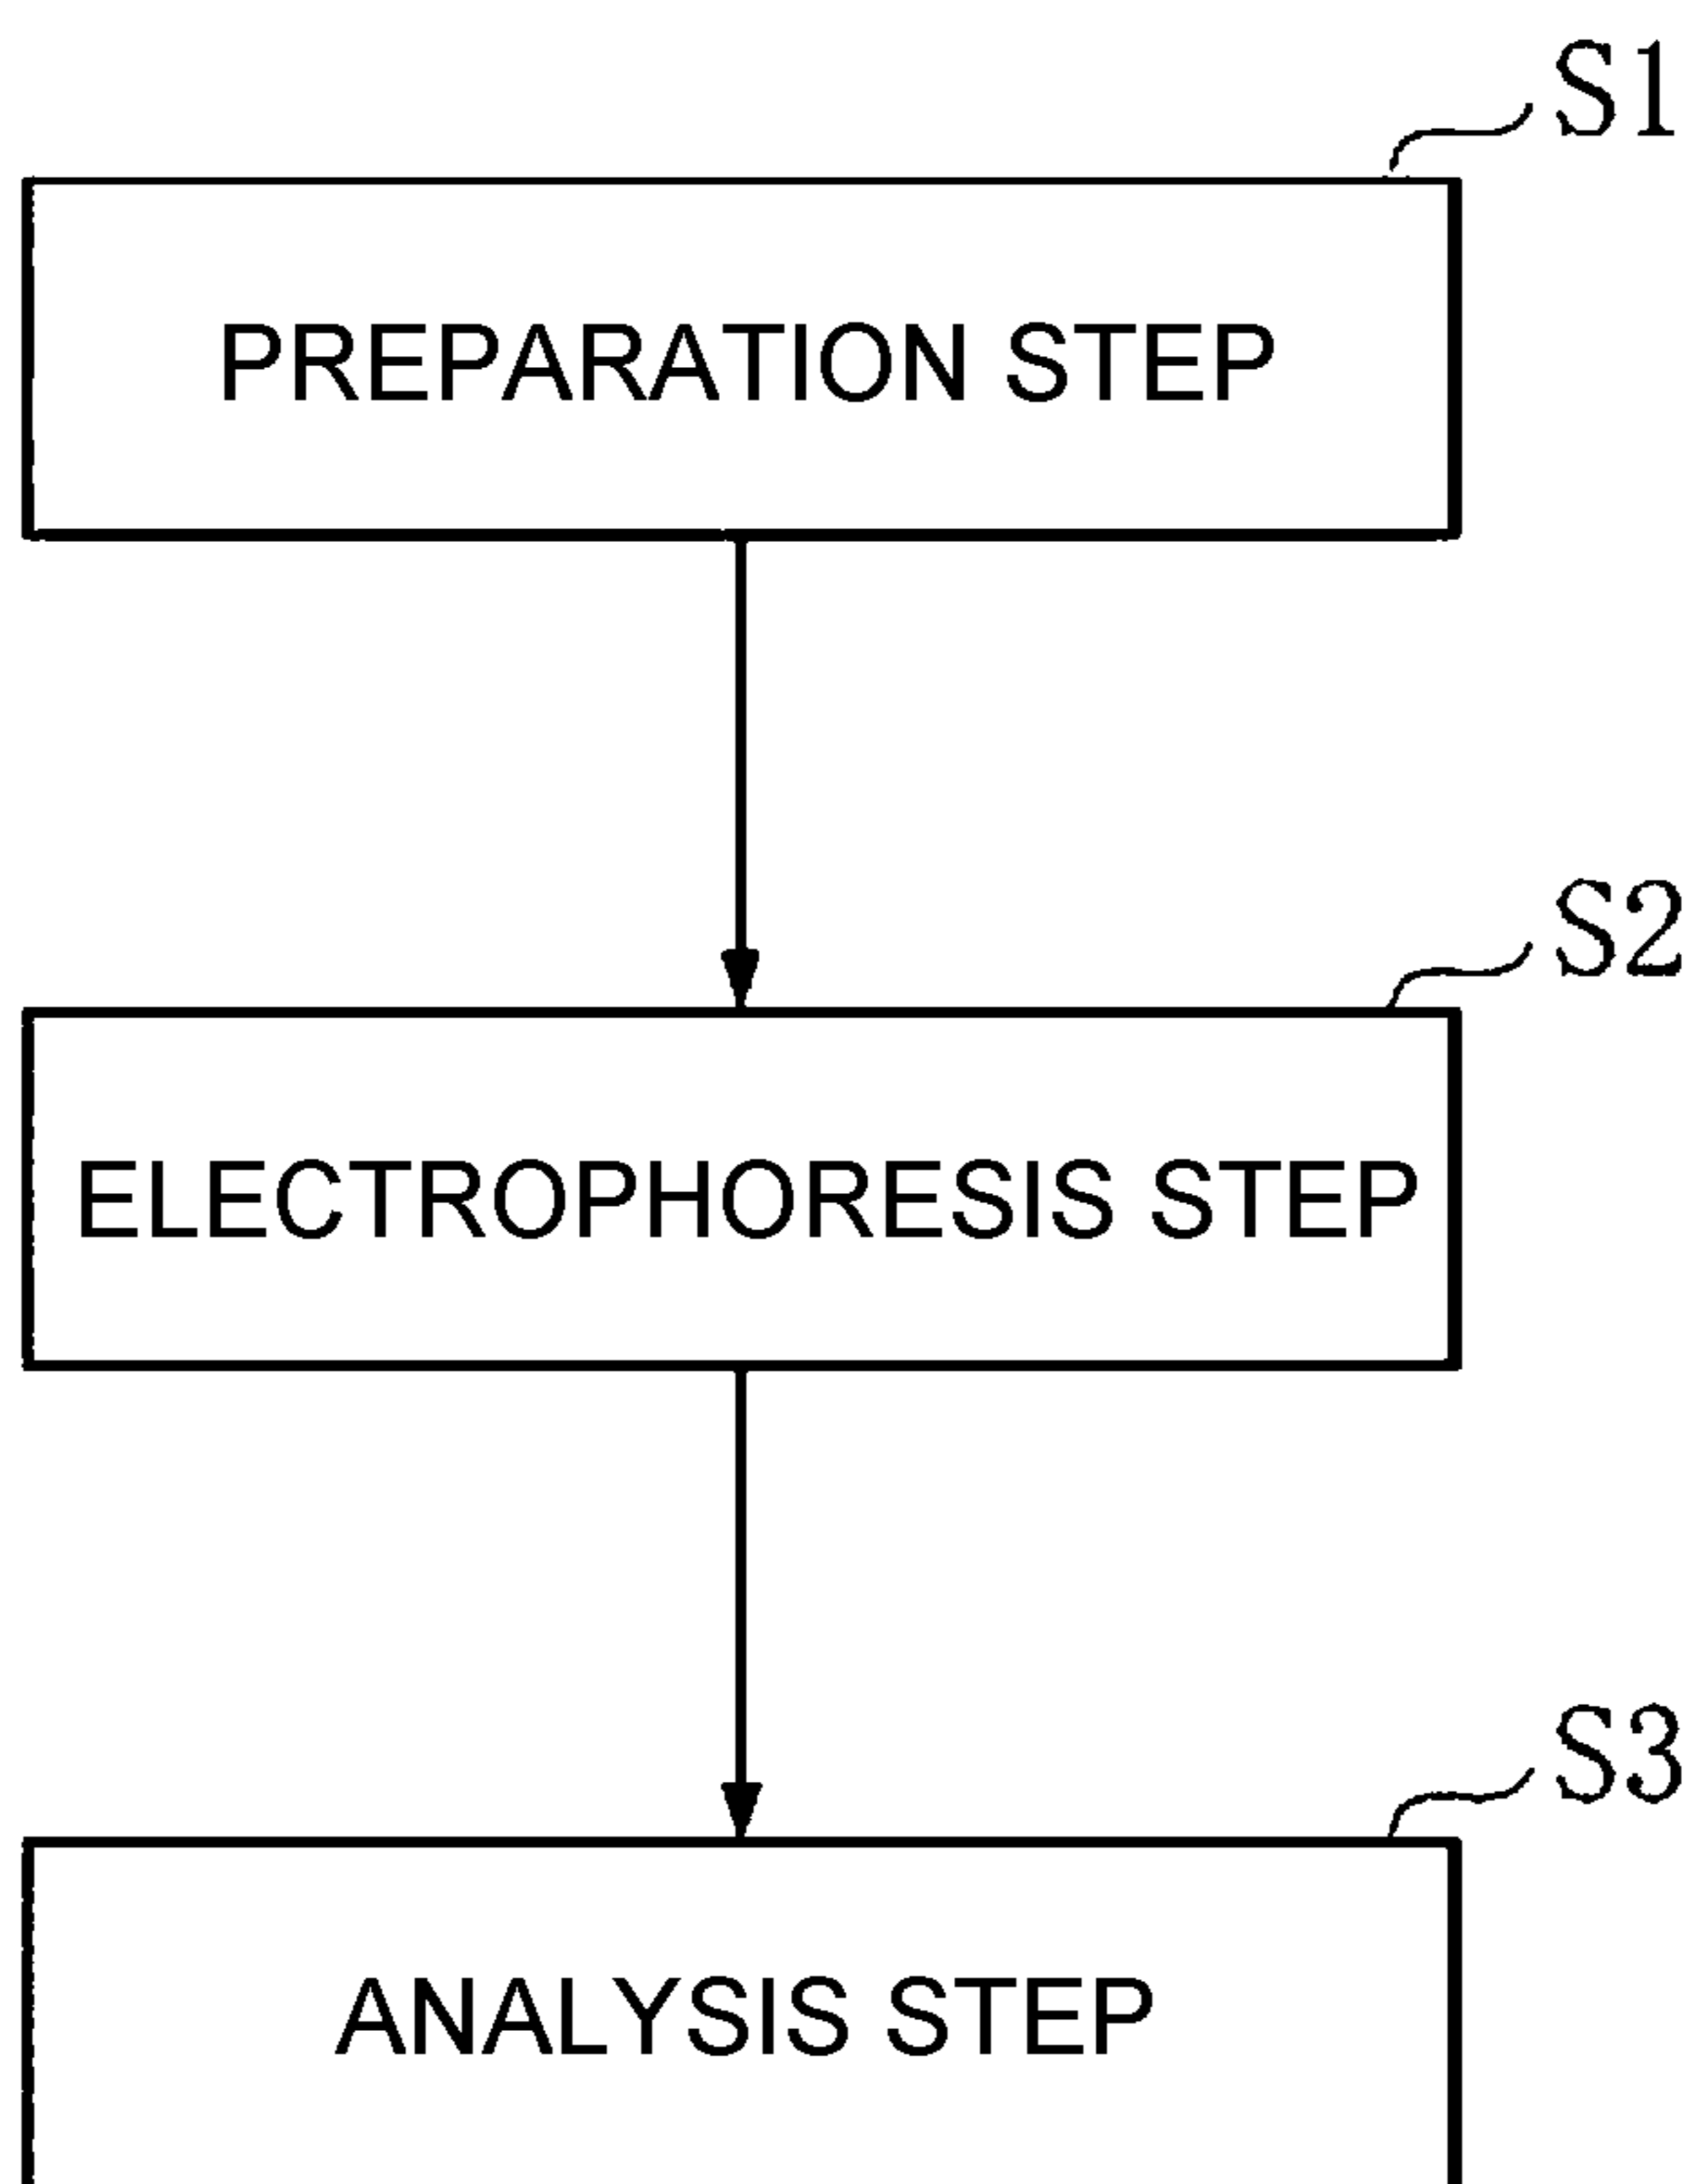 S1
PREPARATION STEP
S2
ELECTROPHORESIS STEP
S3
ANALYSIS STEP